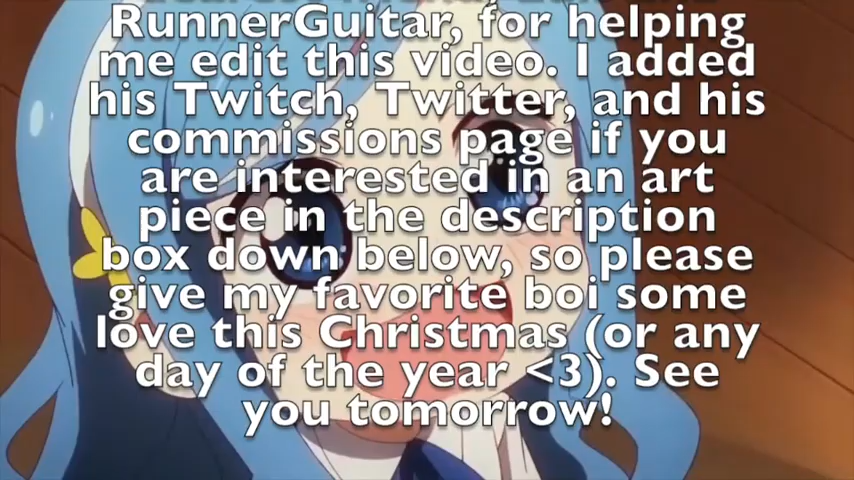 RunnerGuitar, for helping
me edit this video. I added
his Twitch, Twitter, and his
commissions page if you
are interested in an art
piece in the description
box down below, so please
give my favorite boi some
love this Christmas (or any
day of the year <3). See
you tomorrow!